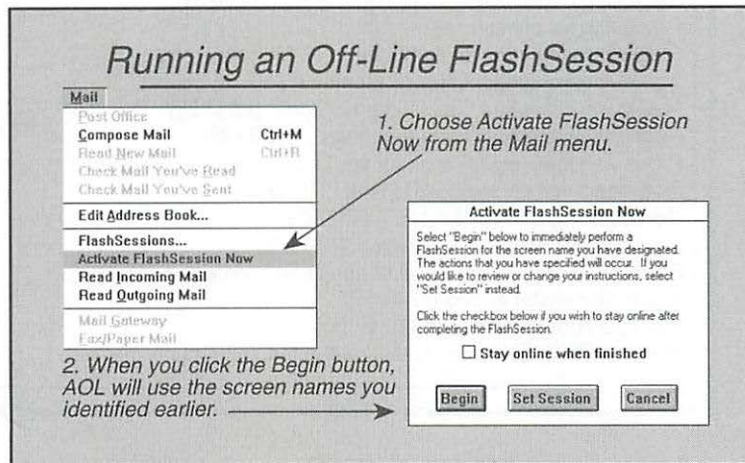 Running an Off-Line FlashSession
Mail
Post Office
Compose Mail Ctrl+M
Read New Mail Ctrl+R
Check Mail You've Read
Check Mail You've Sent
Edit Address Book...
FlashSessions...
Activate FlashSession Now
Read Incoming Mail
Read Outgoing Mail
Mail Gateway
Fax/Paper Mail
1. Choose Activate FlashSession
Now from the Mail menu.
Activate FlashSession Now
Select "Begin" below to immediately perform a
FlashSession for the screen name you have designated.
The actions that you have specified will occur. If you
would like to review or change your instructions, select
"Set Session" instead.
Click the checkbox below if you wish to stay online after
completing the FlashSession.
Stay online when finished
Begin Set Session Cancel
2. When you click the Begin button,
AOL will use the screen names you
identified earlier.